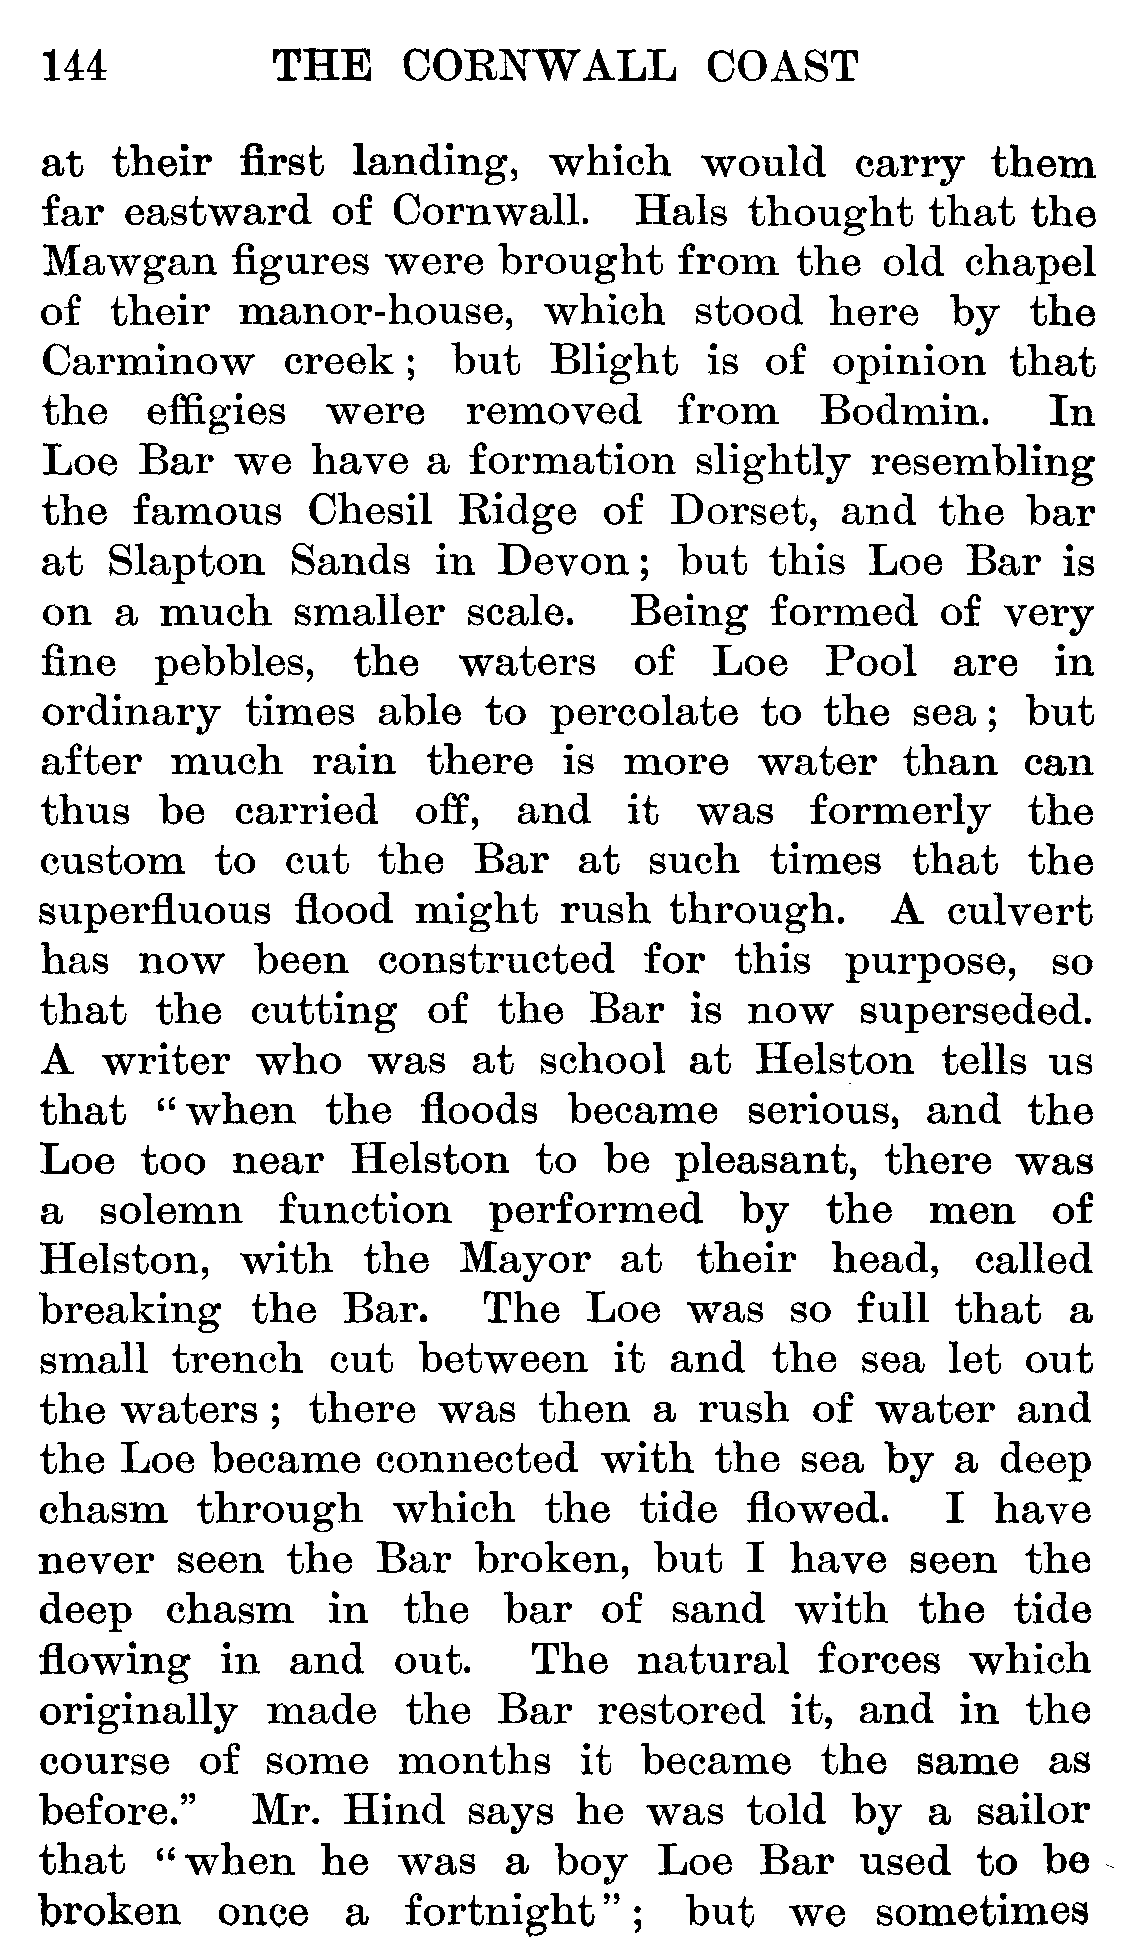 144 THE CORNWALL COAST
at their first landing, which would carry them
far eastward of Cornwall. Hals thought that the
Mawgan figures were brought from the old chapel
of their manor-house, which stood here by the
Carminow creek; but Blight is of opinion that
the effigies were removed from Bodmin. In
Loe Bar we have a formation slightly resembling
the famous Chesil Ridge of Dorset, and the bar
at Slapton Sands in Devon; but this Loe Bar is
on a much smaller scale. Being formed of very
fine pebbles, the waters of Loe Pool are in
ordinary times able to percolate to the sea; but
after much rain there is more water than can
thus be carried off, and it was formerly the
custom to cut the Bar at such times that the
superfluous flood might rush through. A culvert
has now been constructed for this purpose, so
that the cutting of the Bar is now superseded.
A writer who was at school at Helston tells us
that "when the floods became serious, and the
Loe too near Helston to be pleasant, there was
a solemn function performed by the men of
Helston, with the Mayor at their head, called
breaking the Bar. The Loe was so full that a
small trench cut between it and the sea let out
the waters; there was then a rush of water and
the Loe became connected with the sea by a deep
chasm through which the tide flowed. I have
never seen the Bar broken, but I have seen the
deep chasm in the bar of sand with the tide
flowing in and out. The natural forces which
originally made the Bar restored it, and in the
course of some months it became the same as
before." Mr. Hind says he was told by a sailor
that "when he was a boy Loe Bar used to be
broken once a fortnight"; but we sometimes